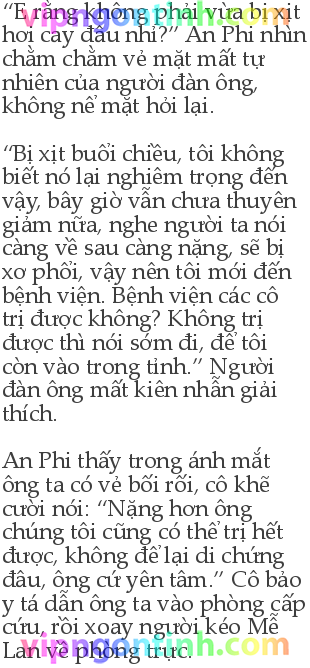 “E rằng không phải vừa bị xịt
hơi cay đâu nhỉ?” An Phi nhìn
chằm chằm vẻ mặt mất tự
nhiên của người đàn ông,
không nể mặt hỏi lại.
“Bị xịt buổi chiều, tôi không
biết nó lại nghiêm trọng đến
vậy, bây giờ vẫn chưa thuyên
giảm nữa, nghe người ta nói
càng về sau càng nặng, sẽ bị
xơ phổi, vậy nên tôi mới đến
bệnh viện. Bệnh viện các cô
trị được không? Không trị
được thì nói sớm đi, để tôi
còn vào trong tỉnh.” Người
đàn ông mất kiên nhẫn giải
thích.
An Phi thấy trong ánh mắt
ông ta có vẻ bối rối, cô khẽ
cười nói: “Nặng hơn ông
chúng tôi cũng có thể trị hết
được, không để lại di chứng
đâu, ông cứ yên tâm.” Cô bảo
y tá dẫn ông ta vào phòng cấp
cứu, rồi xoay người kéo Mễ
Lan về phòng trực.
vipngontinh.com
vipngontinh.com